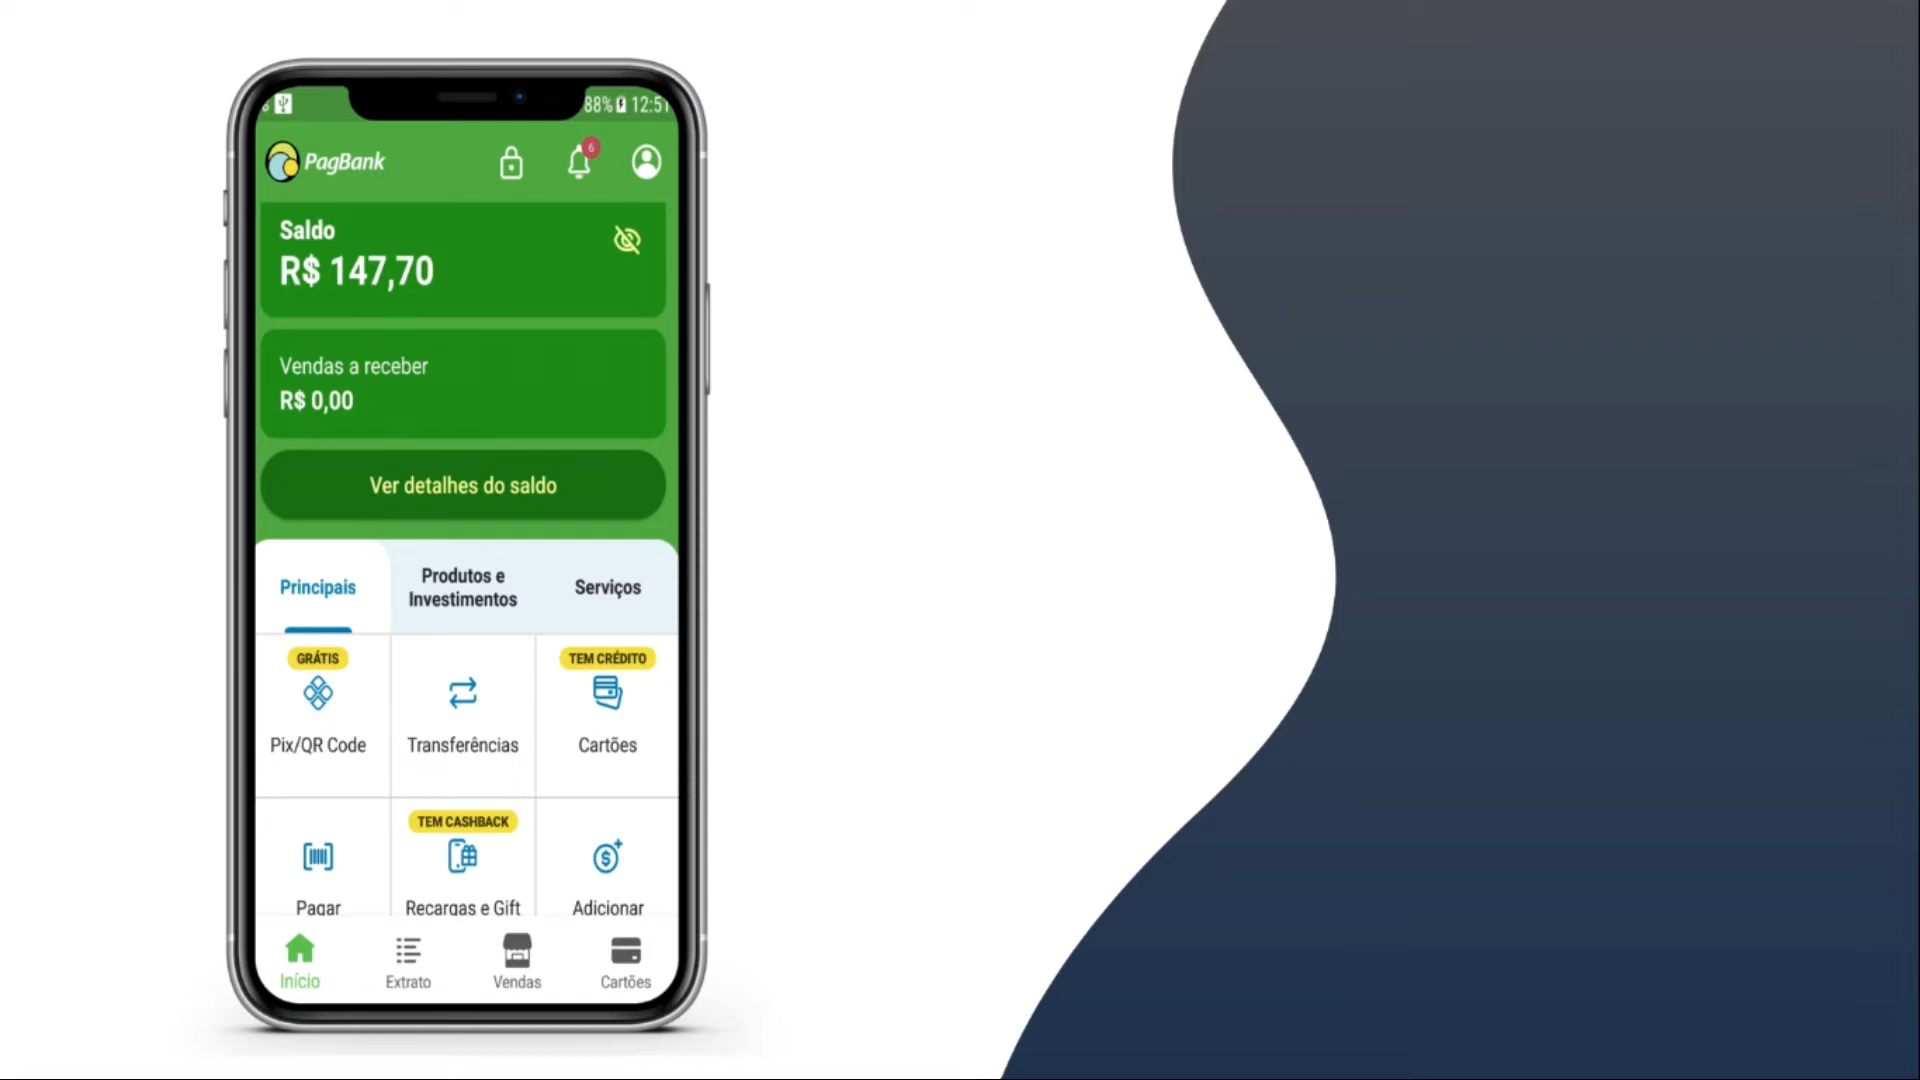 88% 12:51
PagBank
6
Saldo
R$ 147,70
Vendas a receber
R$ 0,00
Ver detalhes do saldo
Principais
Produtos e
Investimentos
Serviços
GRÁTIS
TEM CRÉDITO
Pix/QR Code
Transferências
Cartões
TEM CASHBACK
Pagar
Recargas e Gift
Adicionar
Início
Extrato
Vendas
Cartões